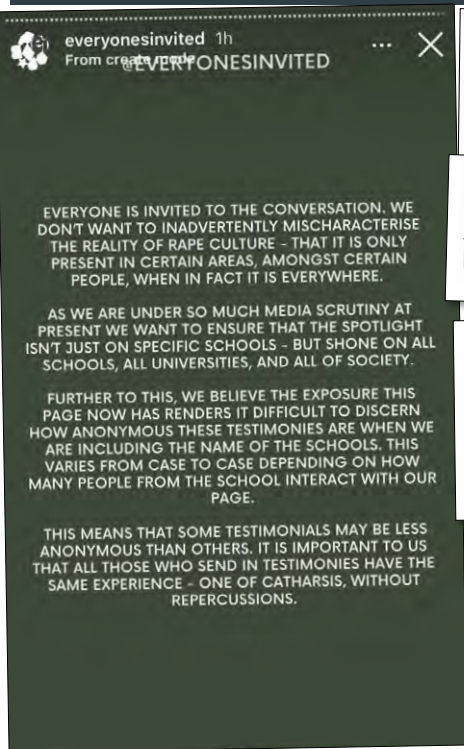 everyonesinvited 1h
From create mode
@EVERYONESINVITED
EVERYONE IS INVITED TO THE CONVERSATION. WE
DON'T WANT TO INADVERTENTLY MISCHARACTERISE
THE REALITY OF RAPE CULTURE - THAT IT IS ONLY
PRESENT IN CERTAIN AREAS, AMONGST CERTAIN
PEOPLE, WHEN IN FACT IT IS EVERYWHERE.
AS WE ARE UNDER SO MUCH MEDIA SCRUTINY AT
PRESENT WE WANT TO ENSURE THAT THE SPOTLIGHT
ISN'T JUST ON SPECIFIC SCHOOLS - BUT SHONE ON ALL
SCHOOLS, ALL UNIVERSITIES, AND ALL OF SOCIETY.
FURTHER TO THIS, WE BELIEVE THE EXPOSURE THIS
PAGE NOW HAS RENDERS IT DIFFICULT TO DISCERN
HOW ANONYMOUS THESE TESTIMONIES ARE WHEN WE
ARE INCLUDING THE NAME OF THE SCHOOLS. THIS
VARIES FROM CASE TO CASE DEPENDING ON HOW
MANY PEOPLE FROM THE SCHOOL INTERACT WITH OUR
PAGE.
THIS MEANS THAT SOME TESTIMONIALS MAY BE LESS
ANONYMOUS THAN OTHERS. IT IS IMPORTANT TO US
THAT ALL THOSE WHO SEND IN TESTIMONIES HAVE THE
SAME EXPERIENCE - ONE OF CATHARSIS, WITHOUT
REPERCUSSIONS.